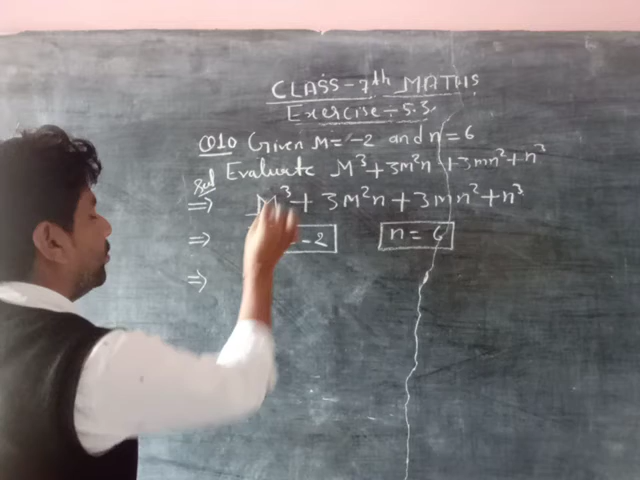 CLASS-7th MATHS
Exercise-5.3
Q10 Given M=-2 and n=6
Evaluate M³+3m²n+3mn²+n³
Sol
⇒ M³+3m²n+3mn²+n³
⇒ -2 n=6
⇒